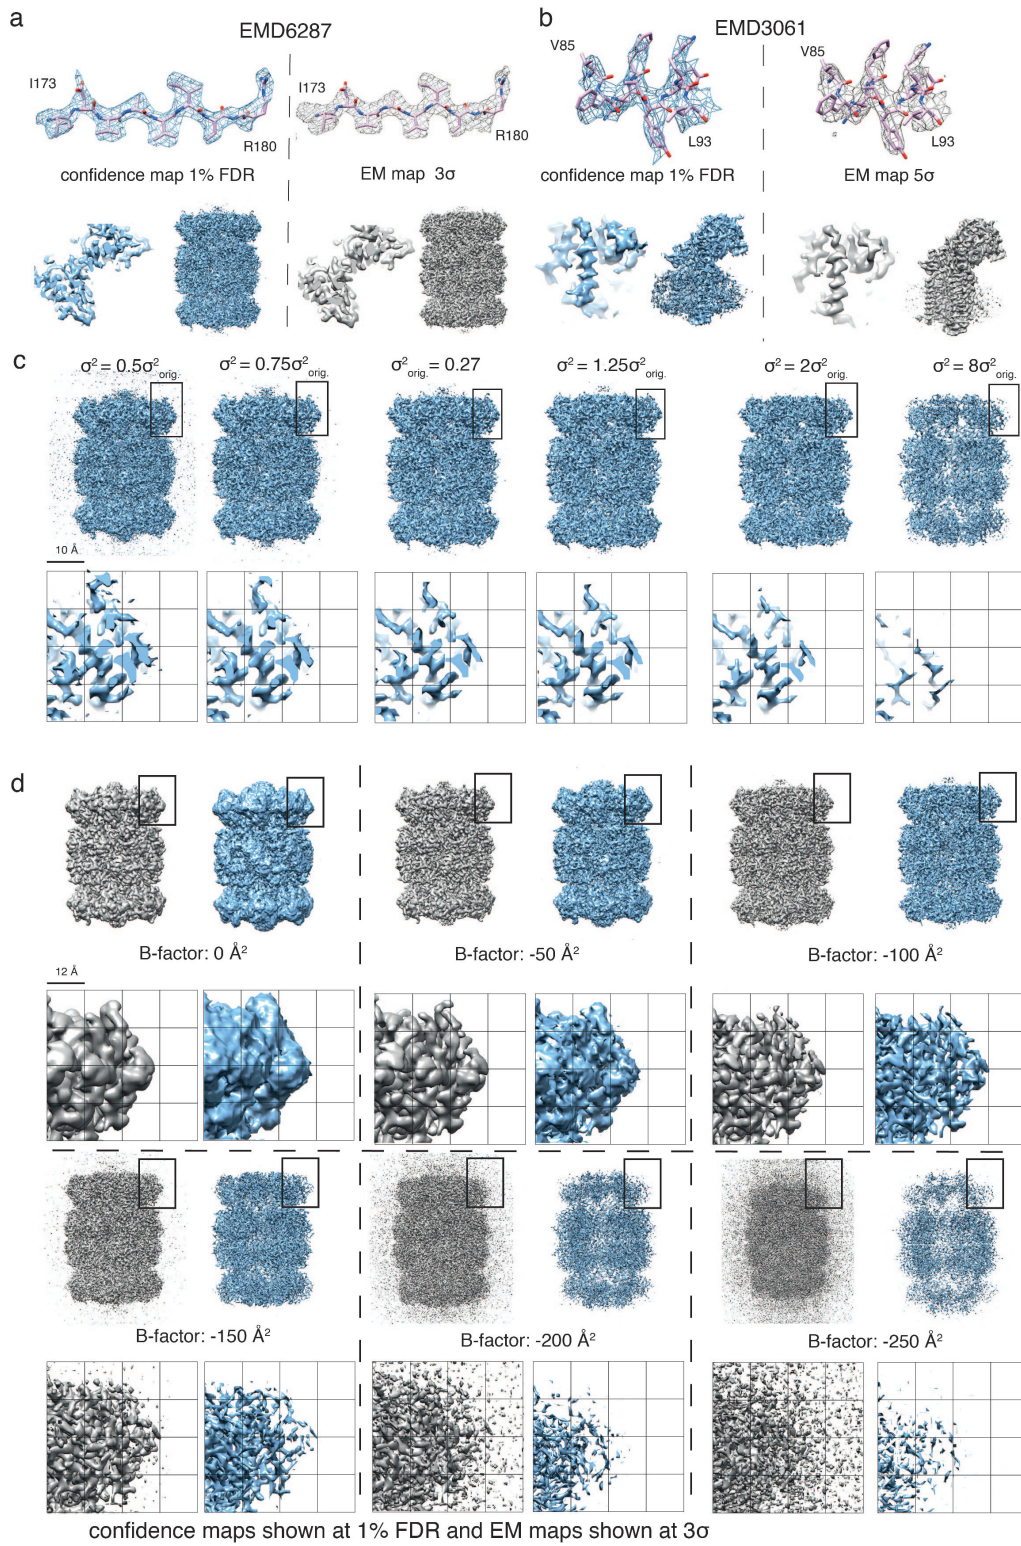 a
EMD6287
b
EMD3061
I173
R180
I173
R180
V85
L93
V85
L93
confidence map 1% FDR
EM map 3σ
confidence map 1% FDR
EM map 5σ
c
σ² = 0.5σ²orig.
σ² = 0.75σ²orig.
σ²orig. = 0.27
σ² = 1.25σ²orig.
σ² = 2σ²orig.
σ² = 8σ²orig.
10 Å
d
B-factor: 0 Å²
B-factor: -50 Å²
B-factor: -100 Å²
12 Å
B-factor: -150 Å²
B-factor: -200 Å²
B-factor: -250 Å²
confidence maps shown at 1% FDR and EM maps shown at 3σ